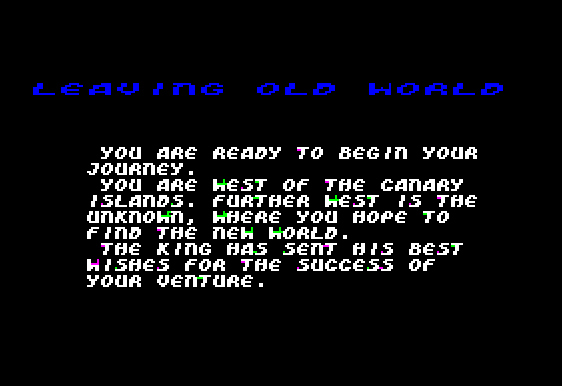 LEAVING OLD WORLD
YOU ARE READY TO BEGIN YOUR
JOURNEY.
YOU ARE WEST OF THE CANARY
ISLANDS. FURTHER WEST IS THE
UNKNOWN, WHERE YOU HOPE TO
FIND THE NEW WORLD.
THE KING HAS SENT HIS BEST
WISHES FOR THE SUCCESS OF
YOUR VENTURE.